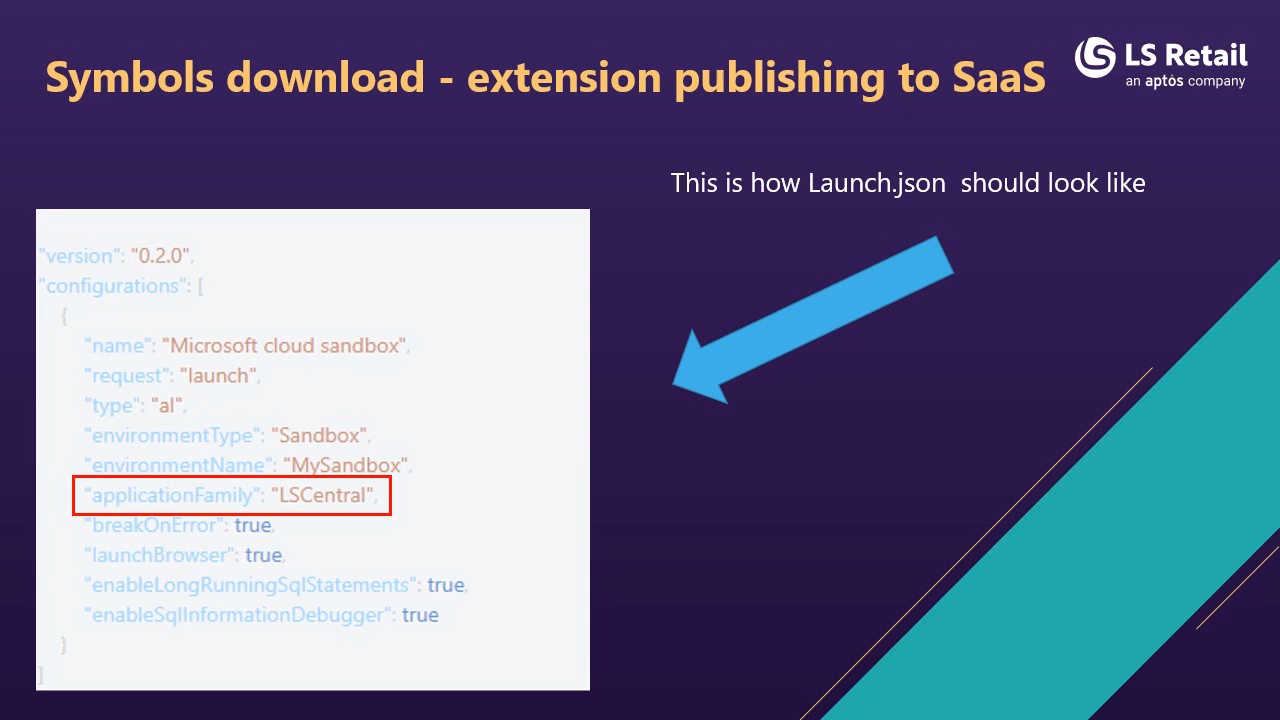 Symbols download - extension publishing to SaaS
LS Retail
an aptos company
This is how Launch.json  should look like
"version": "0.2.0",
"configurations": [
{
"name": "Microsoft cloud sandbox",
"request": "launch",
"type": "al",
"environmentType": "Sandbox",
"environmentName": "MySandbox",
"applicationFamily": "LSCentral",
"breakOnError": true,
"launchBrowser": true,
"enableLongRunningSqlStatements": true,
"enableSqlInformationDebugger": true
}
]